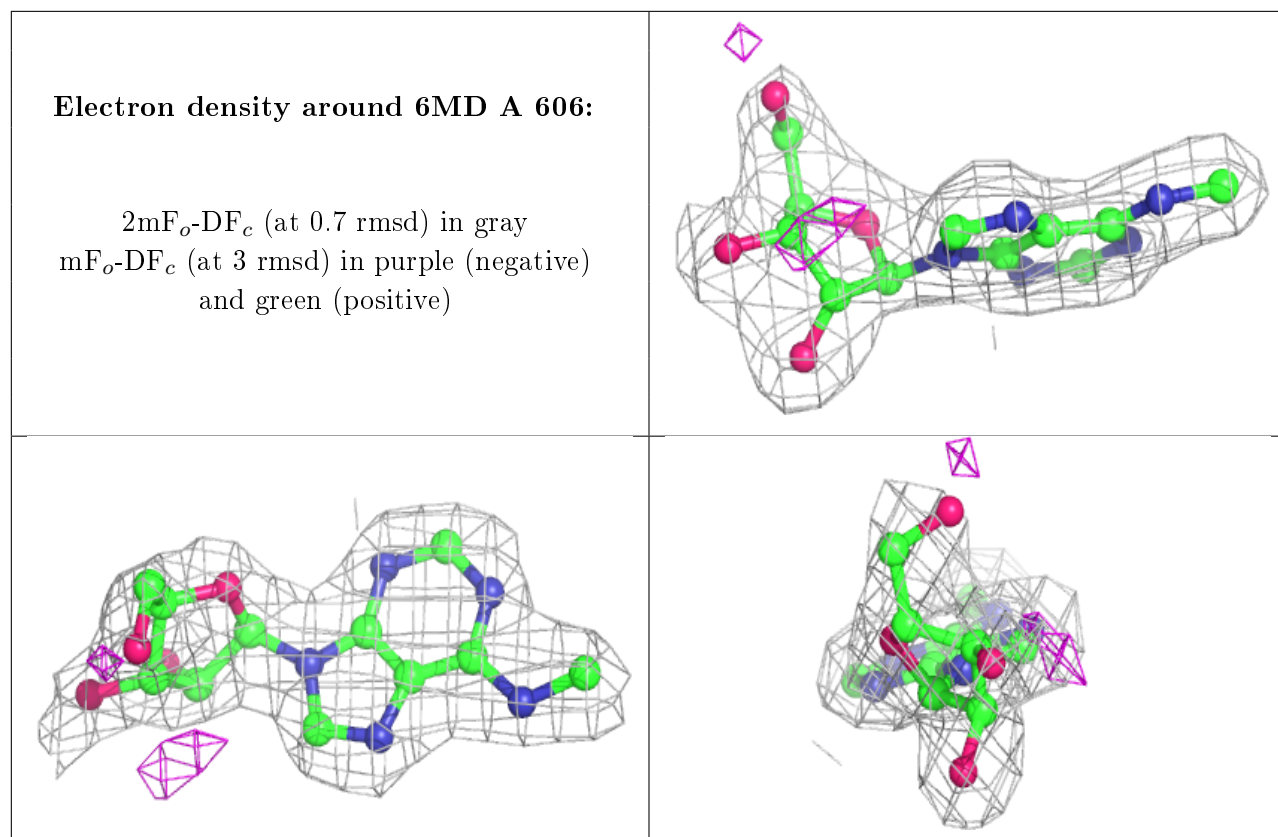 Electron density around 6MD A 606:
2mFₒ-DF𝒸 (at 0.7 rmsd) in gray
mFₒ-DF𝒸 (at 3 rmsd) in purple (negative)
and green (positive)